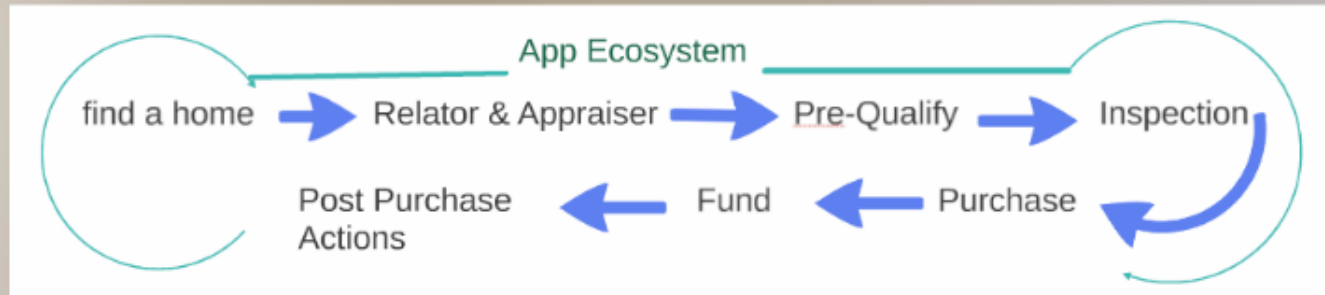 App Ecosystem
find a home
Relator & Appraiser
Pre-Qualify
Inspection
Post Purchase
Actions
Fund
Purchase